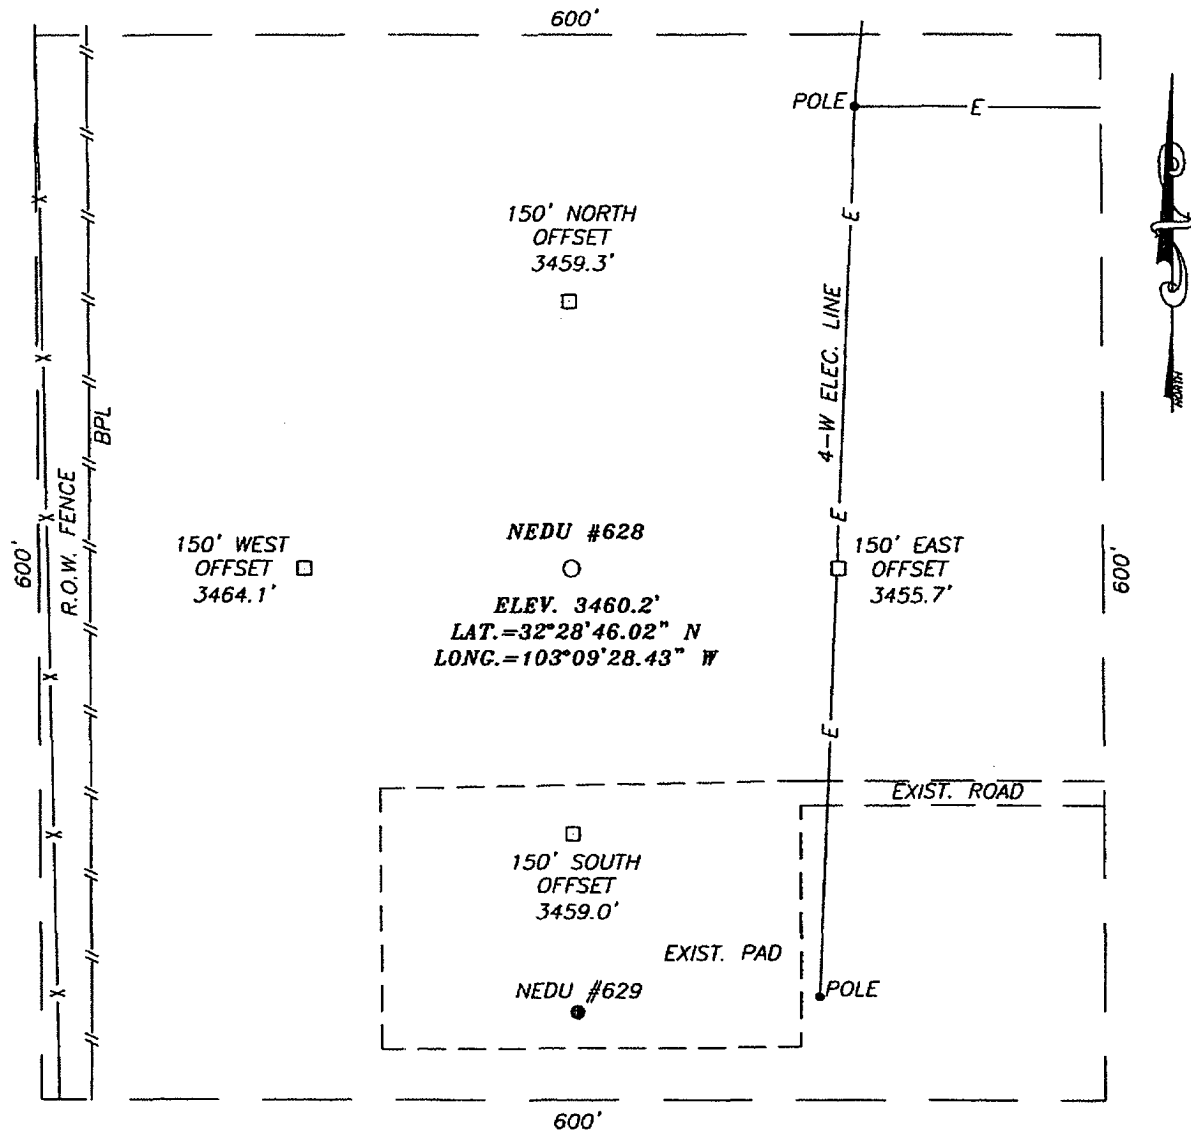 600'
POLE
E
150' NORTH
OFFSET
3459.3'
E
NORTH
4-W ELEC. LINE
BPL
R.O.W. FENCE
600'
150' WEST
OFFSET
3464.1'
NEDU #628
ELEV. 3460.2'
LAT.=32°28'46.02" N
LONG.=103°09'28.43" W
E
150' EAST
OFFSET
3455.7'
600'
E
EXIST. ROAD
150' SOUTH
OFFSET
3459.0'
EXIST. PAD
NEDU #629
POLE
600'